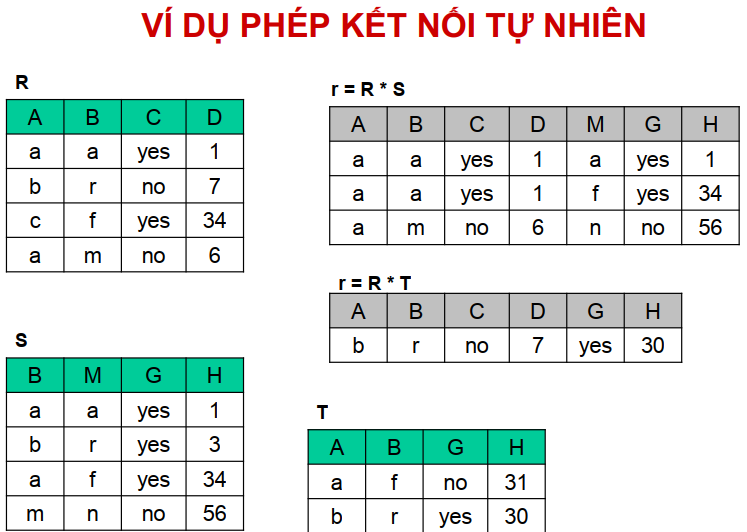 VÍ DỤ PHÉP KẾT NỐI TỰ NHIÊN
R
A B C D
a a yes 1
b r no 7
c f yes 34
a m no 6
r = R * S
A B C D M G H
a a yes 1 a yes 1
a a yes 1 f yes 34
a m no 6 n no 56
r = R * T
A B C D G H
b r no 7 yes 30
S
B M G H
a a yes 1
b r yes 3
a f yes 34
m n no 56
T
A B G H
a f no 31
b r yes 30